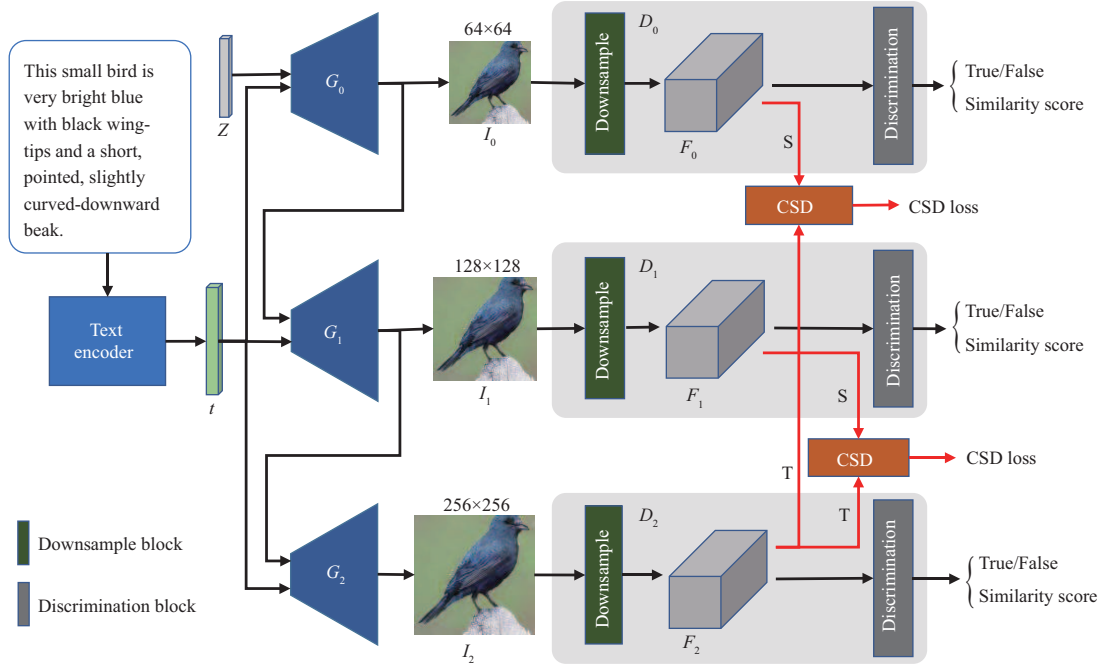 This small bird is
very bright blue
with black wing-
tips and a short,
pointed, slightly
curved-downward
beak.
Text
encoder
t
Z
G0
64×64
I0
Downsample
D0
F0
Discrimination
True/False
Similarity score
S
CSD
CSD loss
G1
128×128
I1
Downsample
D1
F1
Discrimination
True/False
Similarity score
S
CSD
CSD loss
T
T
G2
256×256
I2
Downsample
D2
F2
Discrimination
True/False
Similarity score
Downsample block
Discrimination block